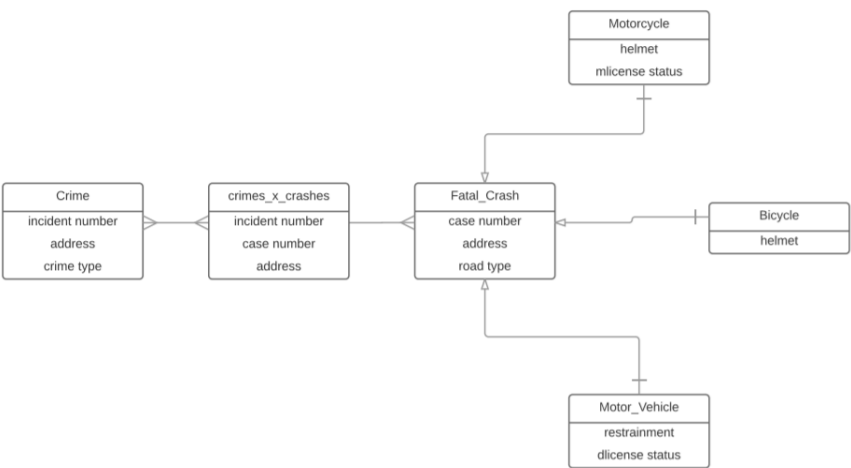 Motorcycle
helmet
mlicense status
Crime
incident number
address
crime type
crimes_x_crashes
incident number
case number
address
Fatal_Crash
case number
address
road type
Bicycle
helmet
Motor_Vehicle
restrainment
dlicense status